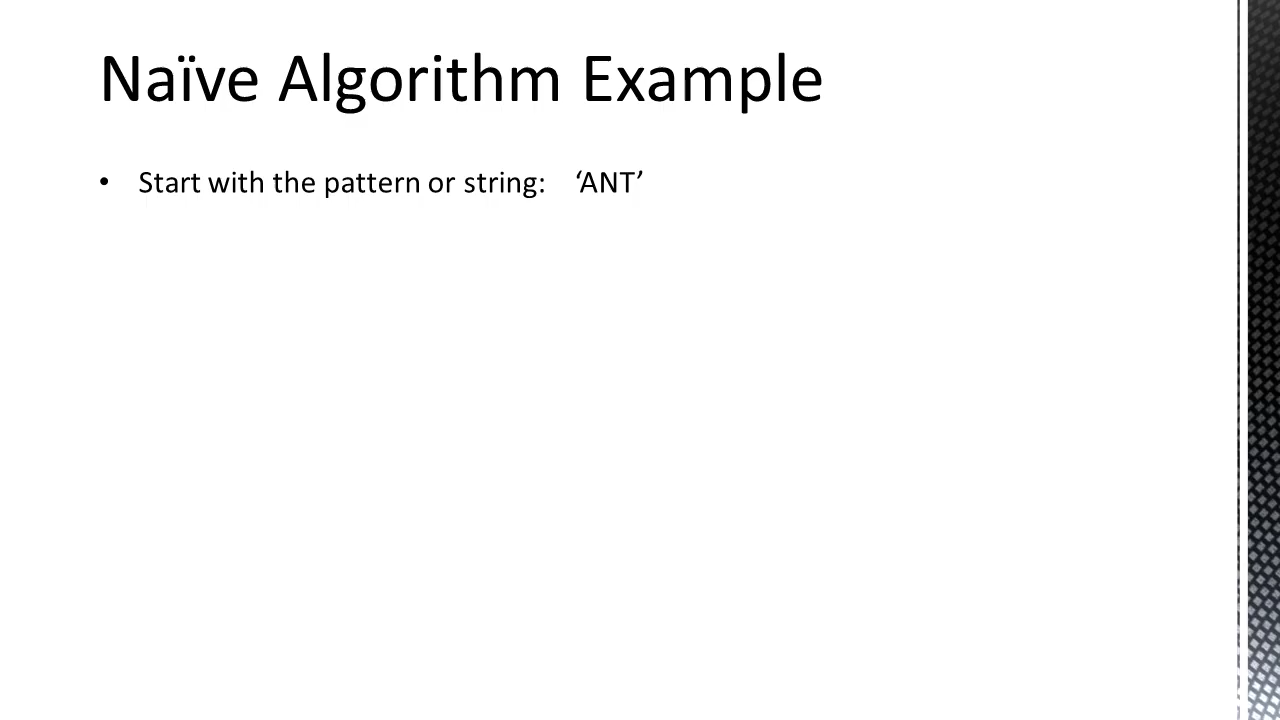 Naïve Algorithm Example
• Start with the pattern or string: ‘ANT’